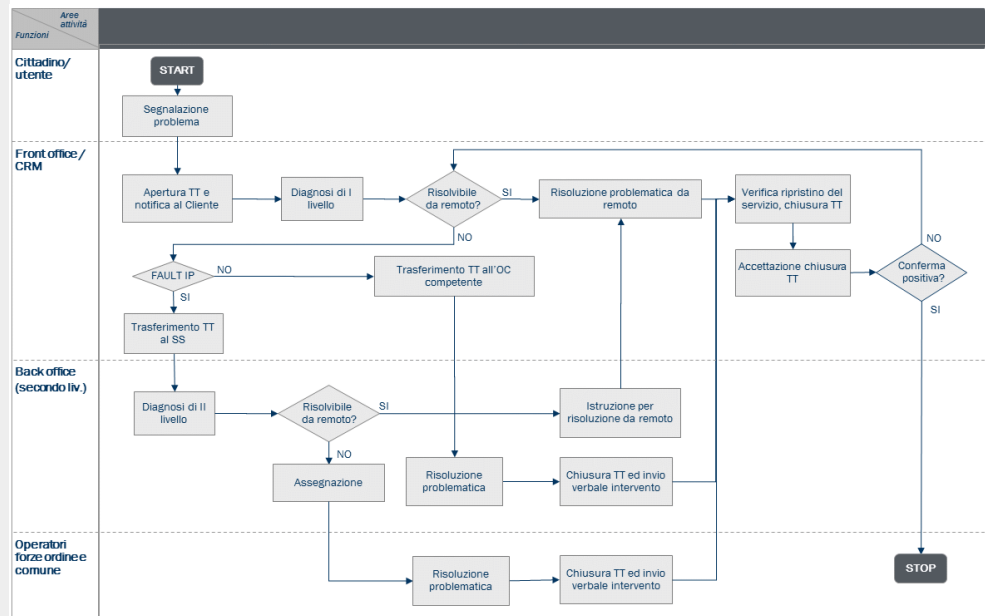 Aree
attività
Funzioni
Cittadino/
utente
START
Segnalazione
problema
Front office /
CRM
Apertura TT e
notifica al Cliente
Diagnosi di I
livello
Risolvibile
da remoto?
SI
Risoluzione problematica da
remoto
Verifica ripristino del
servizio, chiusura TT
NO
NO
FAULT IP
NO
Trasferimento TT all'OC
competente
Accettazione chiusura
TT
Conferma
positiva?
SI
SI
Trasferimento TT
al SS
Back office
(secondo liv.)
Diagnosi di II
livello
Risolvibile
da remoto?
SI
Istruzione per
risoluzione da remoto
NO
Assegnazione
Risoluzione
problematica
Chiusura TT ed invio
verbale intervento
Operatori
forze ordine e
comune
Risoluzione
problematica
Chiusura TT ed invio
verbale intervento
STOP